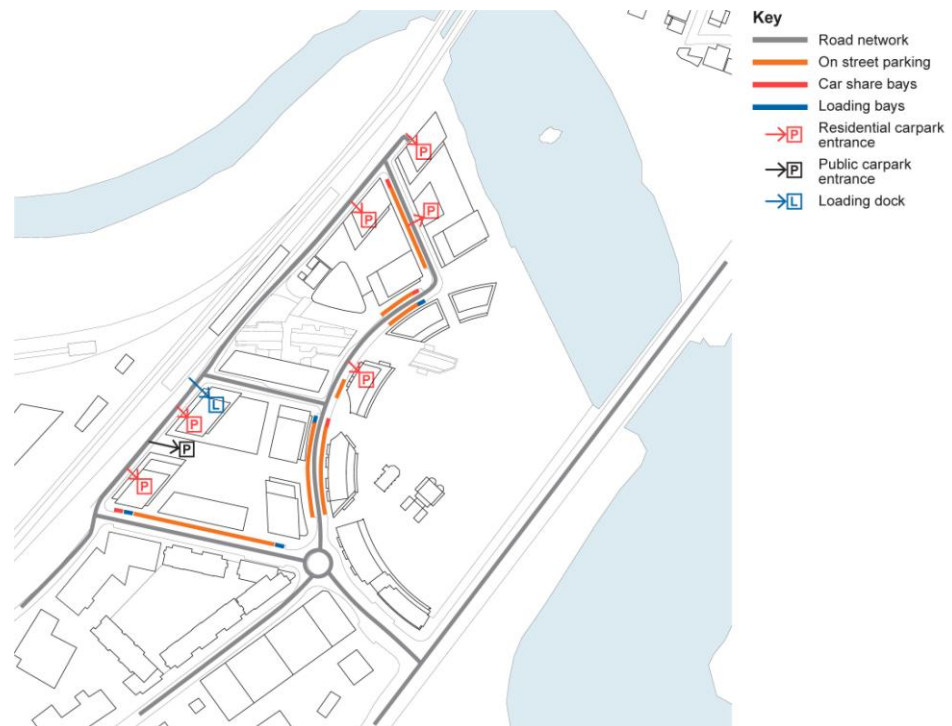 Key
Road network
On street parking
Car share bays
Loading bays
P
Residential carpark
entrance
P
Public carpark
entrance
L
Loading dock
P
P
P
P
L
P
P
P